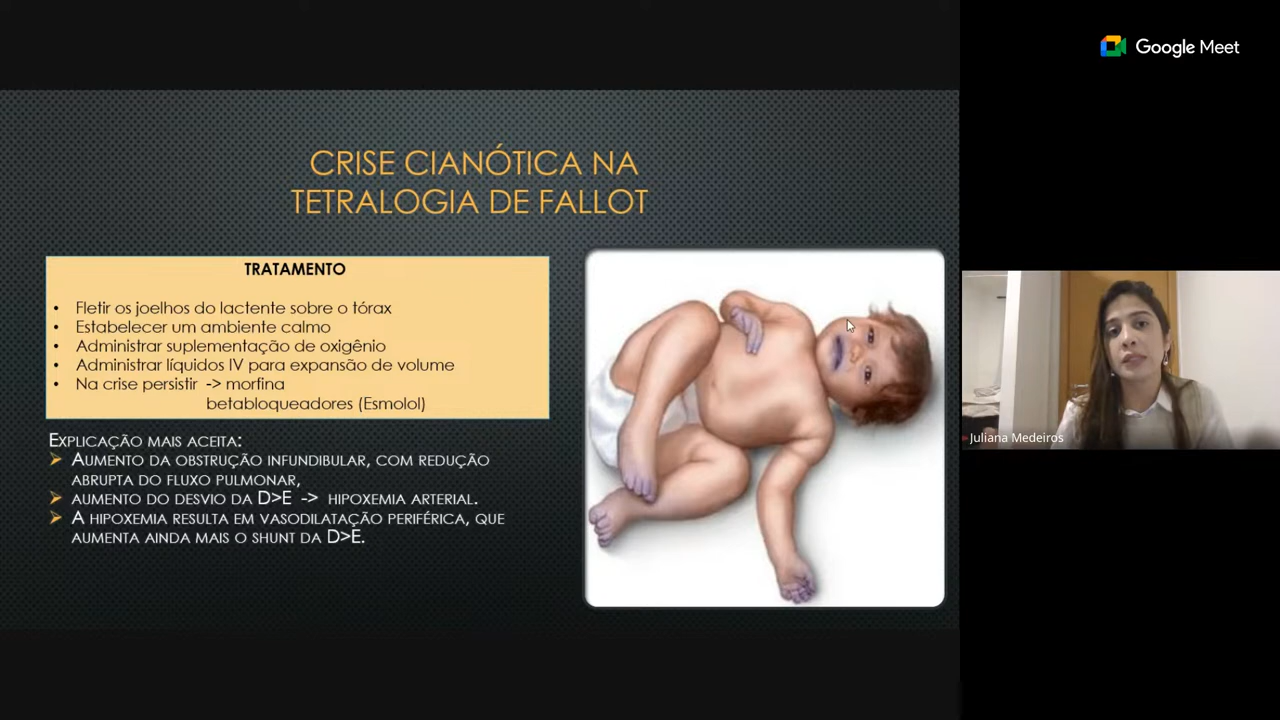 Google Meet
CRISE CIANÓTICA NA
TETRALOGIA DE FALLOT
TRATAMENTO
• Fletir os joelhos do lactente sobre o tórax
• Estabelecer um ambiente calmo
• Administrar suplementação de oxigênio
• Administrar líquidos IV para expansão de volume
• Na crise persistir -> morfina
betabloqueadores (Esmolol)
EXPLICAÇÃO MAIS ACEITA:
AUMENTO DA OBSTRUÇÃO INFUNDIBULAR, COM REDUÇÃO
ABRUPTA DO FLUXO PULMONAR,
AUMENTO DO DESVIO DA D>E -> HIPOXEMIA ARTERIAL.
A HIPOXEMIA RESULTA EM VASODILATAÇÃO PERIFÉRICA, QUE
AUMENTA AINDA MAIS O SHUNT DA D>E.
Juliana Medeiros